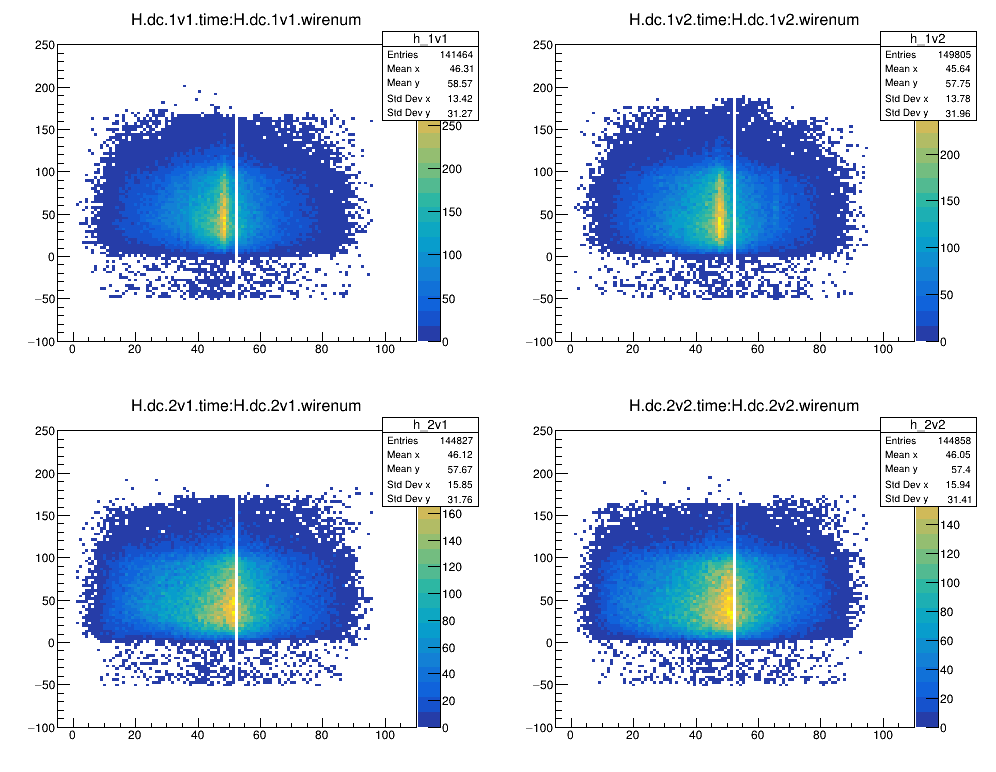 H.dc.1v1.time:H.dc.1v1.wirenum
h_1v1
Entries 141464
Mean x 46.31
Mean y 58.57
Std Dev x 13.42
Std Dev y 31.27
250
200
150
100
50
0
−50
−100
0 20 40 60 80 100
250
200
150
100
50
0
H.dc.1v2.time:H.dc.1v2.wirenum
h_1v2
Entries 149805
Mean x 45.64
Mean y 57.75
Std Dev x 13.78
Std Dev y 31.96
250
200
150
100
50
0
−50
−100
0 20 40 60 80 100
200
150
100
50
0
H.dc.2v1.time:H.dc.2v1.wirenum
h_2v1
Entries 144827
Mean x 46.12
Mean y 57.67
Std Dev x 15.85
Std Dev y 31.76
250
200
150
100
50
0
−50
−100
0 20 40 60 80 100
160
140
120
100
80
60
40
20
0
H.dc.2v2.time:H.dc.2v2.wirenum
h_2v2
Entries 144858
Mean x 46.05
Mean y 57.4
Std Dev x 15.94
Std Dev y 31.41
250
200
150
100
50
0
−50
−100
0 20 40 60 80 100
140
120
100
80
60
40
20
0